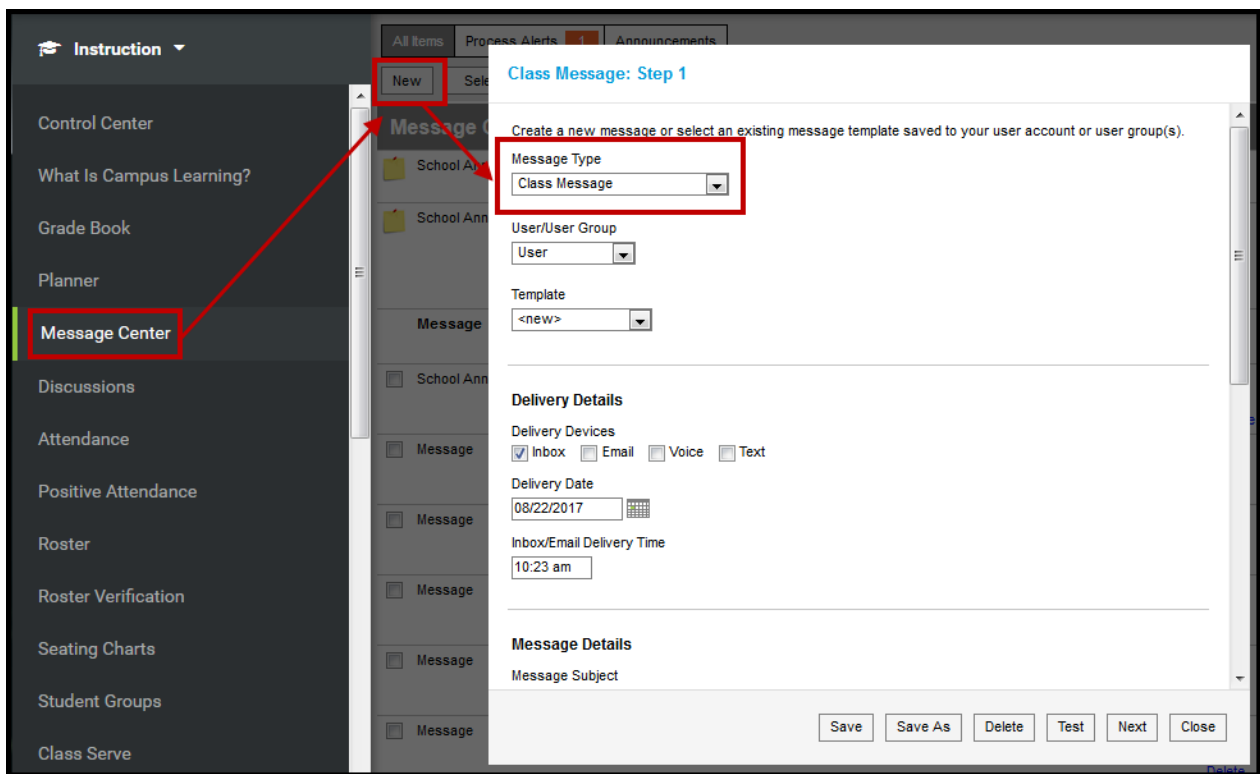 Instruction
Control Center
What Is Campus Learning?
Grade Book
Planner
Message Center
Discussions
Attendance
Positive Attendance
Roster
Roster Verification
Seating Charts
Student Groups
Class Serve
All Items Process Alerts 1 Announcements
New
Message
School
School Ann
Message
School Ann
Message
Message
Message
Message
Message
Delete
Class Message: Step 1
Create a new message or select an existing message template saved to your user account or user group(s).
Message Type
Class Message
User/User Group
User
Template
<new>
Delivery Details
Delivery Devices
Inbox Email Voice Text
Delivery Date
08/22/2017
Inbox/Email Delivery Time
10:23 am
Message Details
Message Subject
Save Save As Delete Test Next Close